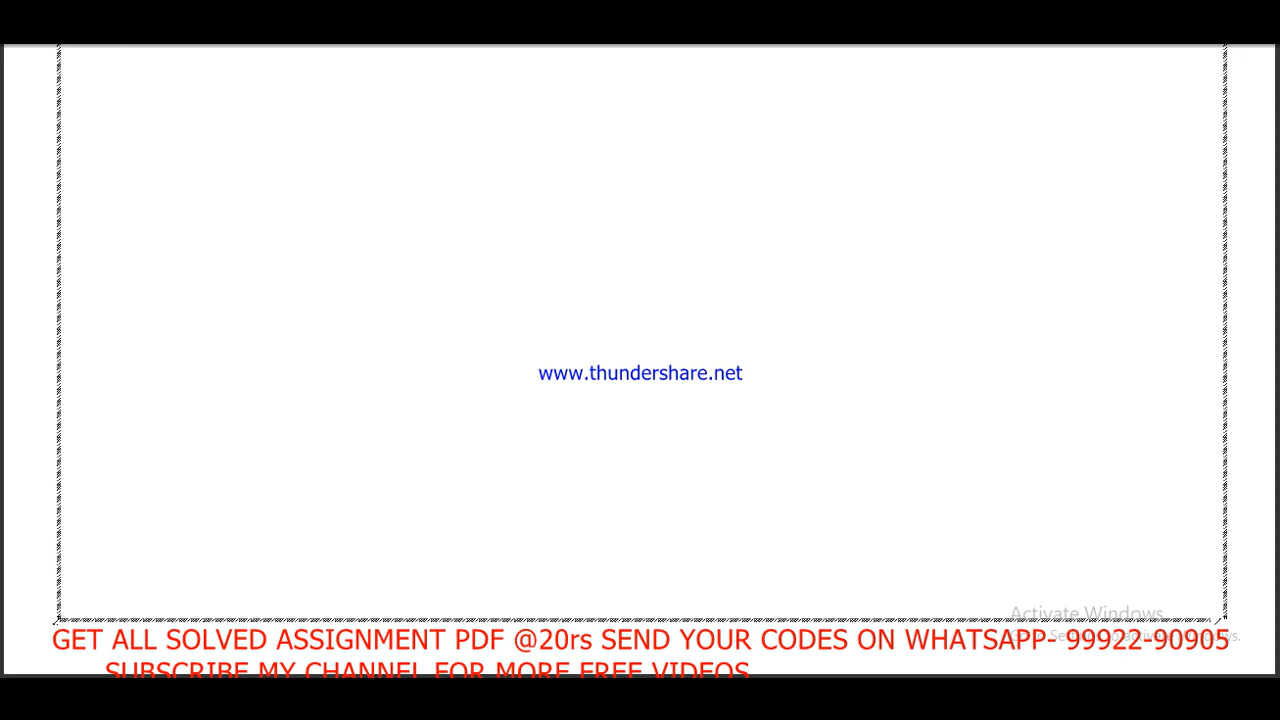 www.thundershare.net
Activate Windows
GET ALL SOLVED ASSIGNMENT PDF @20rs SEND YOUR CODES ON WHATSAPP- 99922-90905
SUBSCRIBE MY CHANNEL FOR MORE FREE VIDEOS